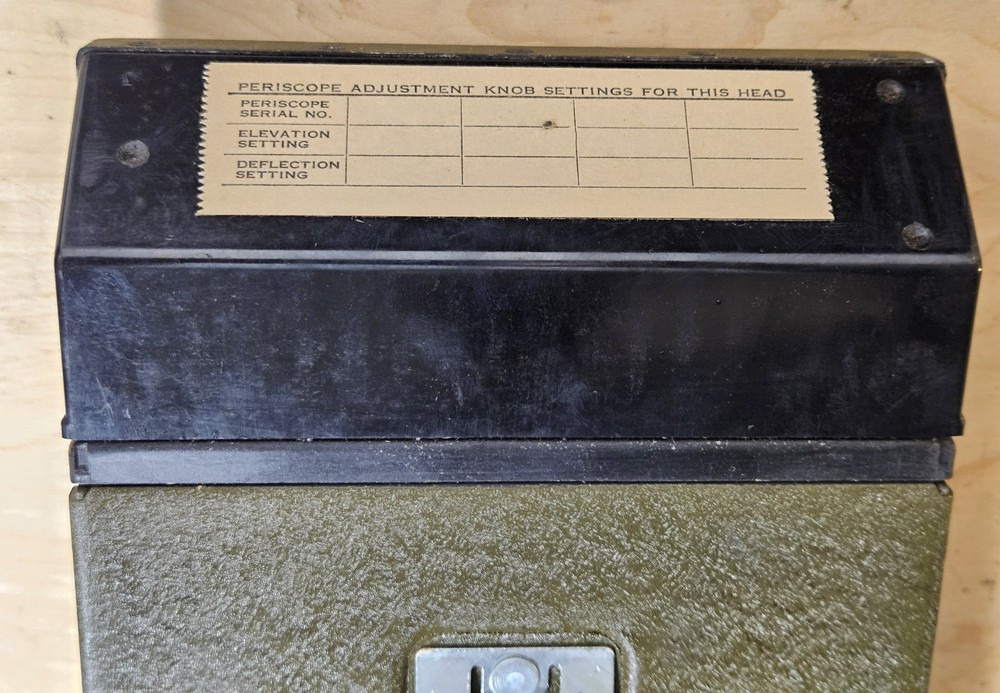 PERISCOPE ADJUSTMENT KNOB SETTINGS FOR THIS HEAD
PERISCOPE
SERIAL NO.
ELEVATION
SETTING
DEFLECTION
SETTING